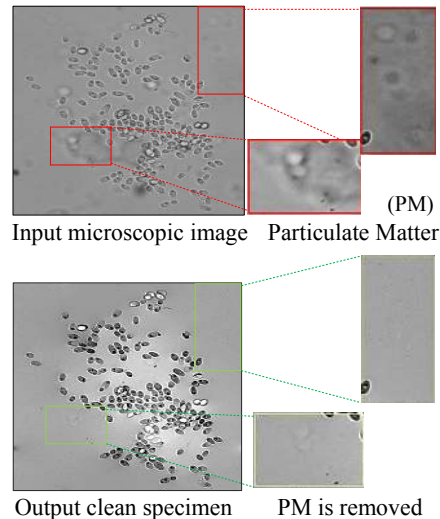 (PM)
Input microscopic image Particulate Matter
Output clean specimen PM is removed